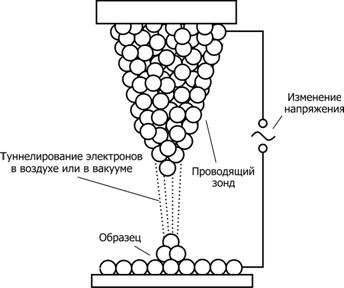 Изменение
напряжения
Проводящий
зонд
Туннелирование электронов
в воздухе или в вакууме
Образец